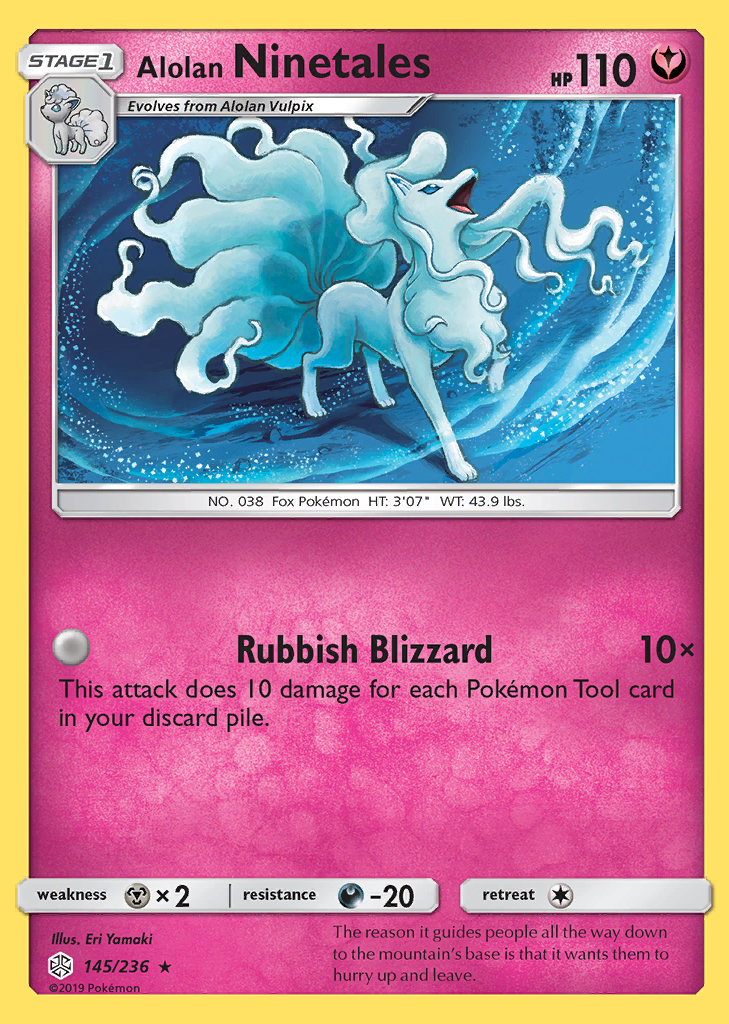 STAGE1
Alolan Ninetales
HP110
Evolves from Alolan Vulpix
NO. 038 Fox Pokémon HT: 3'07" WT: 43.9 lbs.
Rubbish Blizzard 10×
This attack does 10 damage for each Pokémon Tool card
in your discard pile.
weakness ×2 resistance -20 retreat
Illus. Eri Yamaki
145/236 ★
©2019 Pokémon
The reason it guides people all the way down
to the mountain's base is that it wants them to
hurry up and leave.